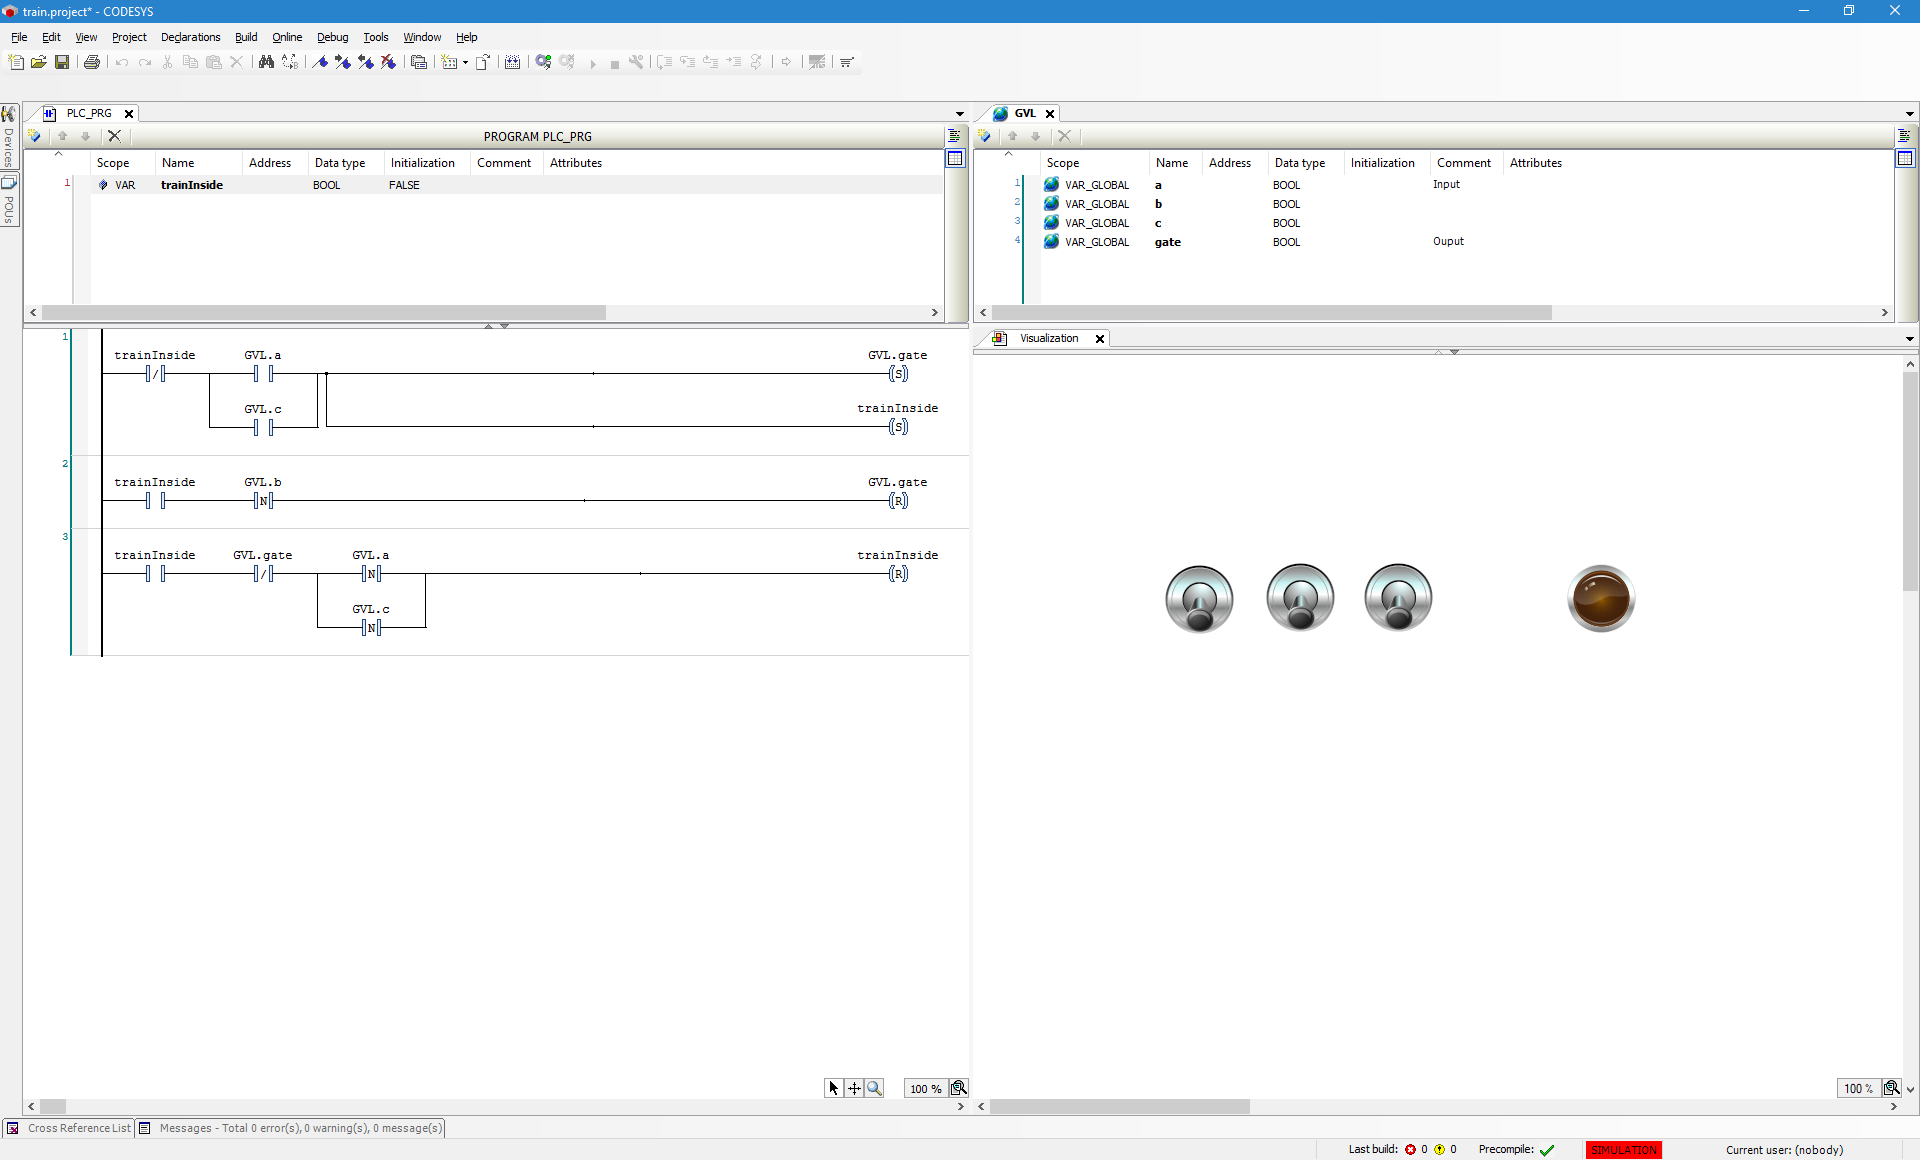 train.project* - CODESYS
File Edit View Project Declarations Build Online Debug Tools Window Help
Devices
POUs
PLC_PRG
PROGRAM PLC_PRG
Scope Name Address Data type Initialization Comment Attributes
1 VAR trainInside BOOL FALSE
GVL
Scope Name Address Data type Initialization Comment Attributes
1 VAR_GLOBAL a BOOL Input
2 VAR_GLOBAL b BOOL
3 VAR_GLOBAL c BOOL
4 VAR_GLOBAL gate BOOL Ouput
1
trainInside GVL.a GVL.gate
/ S
GVL.c trainInside
S
2
trainInside GVL.b GVL.gate
N R
3
trainInside GVL.gate GVL.a trainInside
/ N R
GVL.c
N
100 %
Visualization
100 %
Cross Reference List Messages - Total 0 error(s), 0 warning(s), 0 message(s)
Last build: 0 0 Precompile: SIMULATION Current user: (nobody)